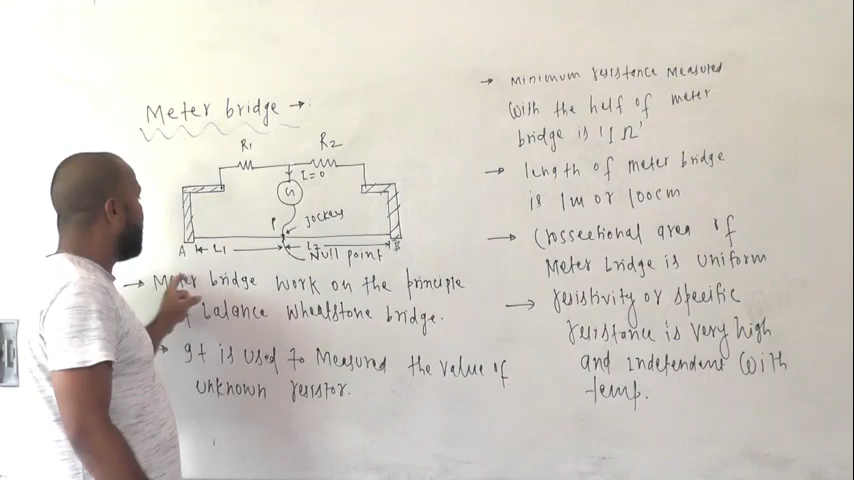 Meter bridge →:
R1
R2
I=0
G
P
Jockey
A
L1
L2
B
Null point
→ Meter bridge work on the principle
of balance wheatstone bridge.
→ It is used to Measured the value of
unknown resistor.
→ Minimum resistance Measured
with the help of meter
bridge is '1Ω'
→ length of meter bridge
is 1m or 100cm
→ Crossectional area of
Meter bridge is uniform
→ resistivity or specific
resistance is very high
and independent with
temp.